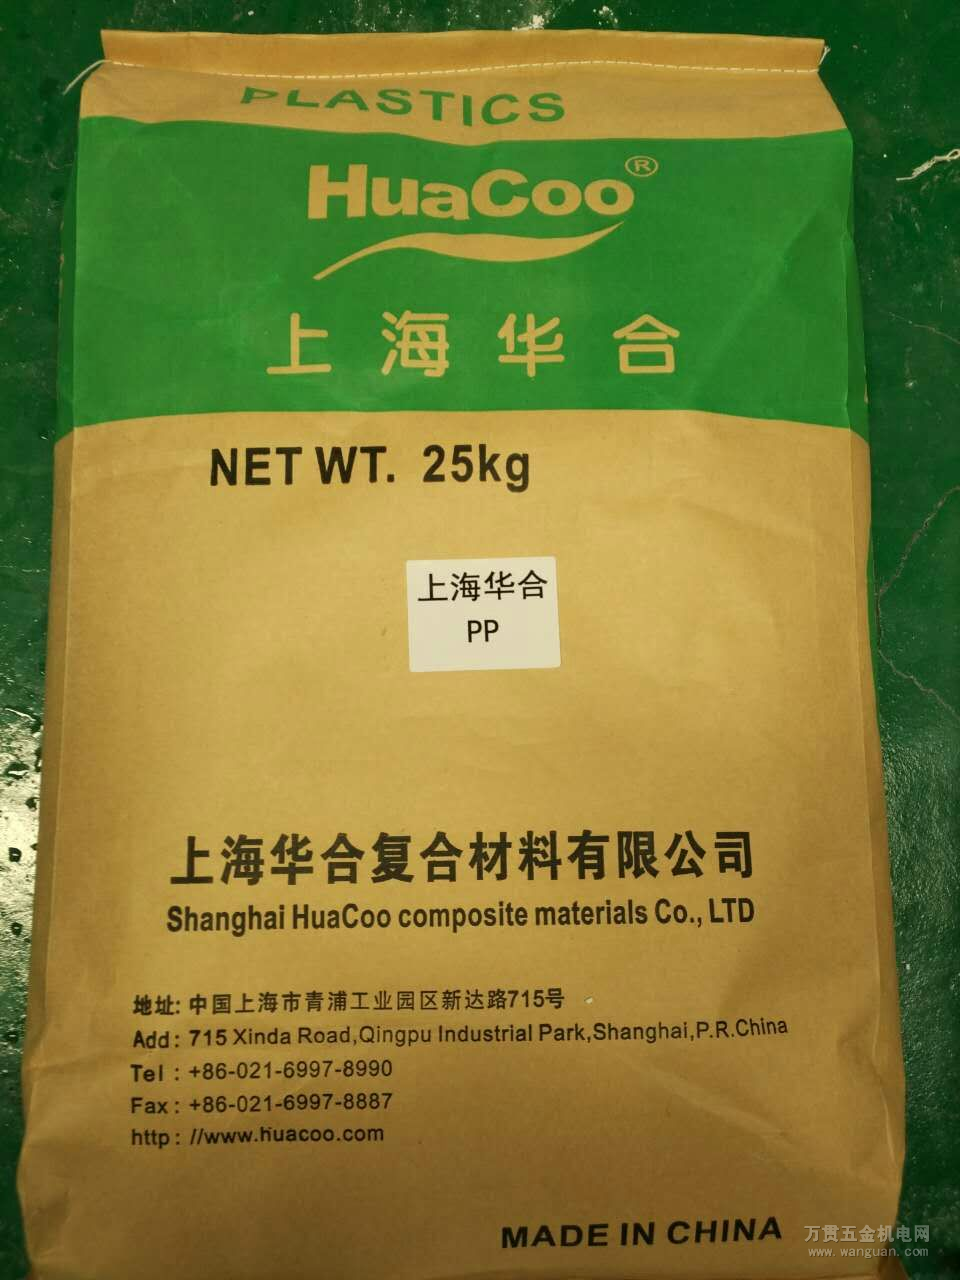 PLASTICS
HuaCoo®
上海华合
NET WT. 25kg
上海华合
PP
上海华合复合材料有限公司
Shanghai HuaCoo composite materials Co., LTD
地址: 中国上海市青浦工业园区新达路715号
Add : 715 Xinda Road,Qingpu Industrial Park,Shanghai,P.R.China
Tel : +86-021-6997-8990
Fax : +86-021-6997-8887
http : //www.huacoo.com
MADE IN CHINA
万贯五金机电网
www.wanguan.com